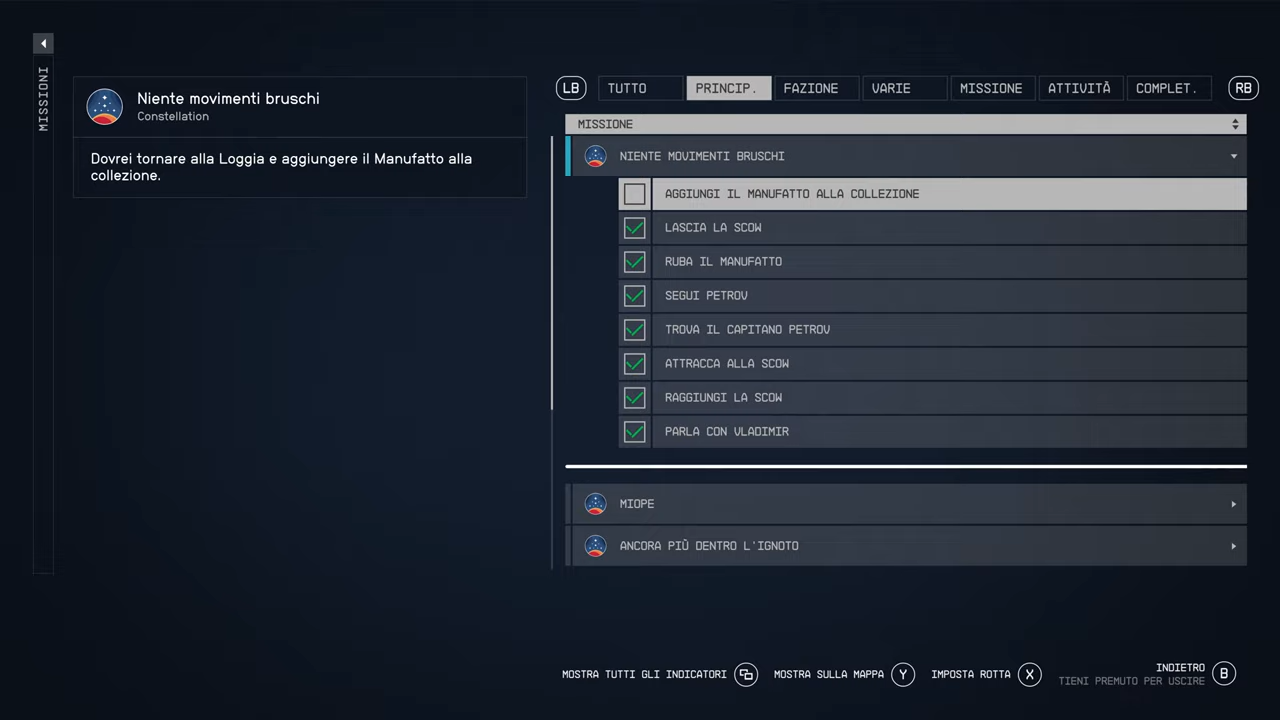 MISSIONI
Niente movimenti bruschi
Constellation
Dovrei tornare alla Loggia e aggiungere il Manufatto alla
collezione.
LB
TUTTO
PRINCIP.
FAZIONE
VARIE
MISSIONE
ATTIVITÀ
COMPLET.
RB
MISSIONE
NIENTE MOVIMENTI BRUSCHI
AGGIUNGI IL MANUFATTO ALLA COLLEZIONE
LASCIA LA SCOW
RUBA IL MANUFATTO
SEGUI PETROV
TROVA IL CAPITANO PETROV
ATTRACCA ALLA SCOW
RAGGIUNGI LA SCOW
PARLA CON VLADIMIR
MIOPE
ANCORA PIÙ DENTRO L'IGNOTO
MOSTRA TUTTI GLI INDICATORI
MOSTRA SULLA MAPPA Y
IMPOSTA ROTTA X
INDIETRO B
TIENI PREMUTO PER USCIRE